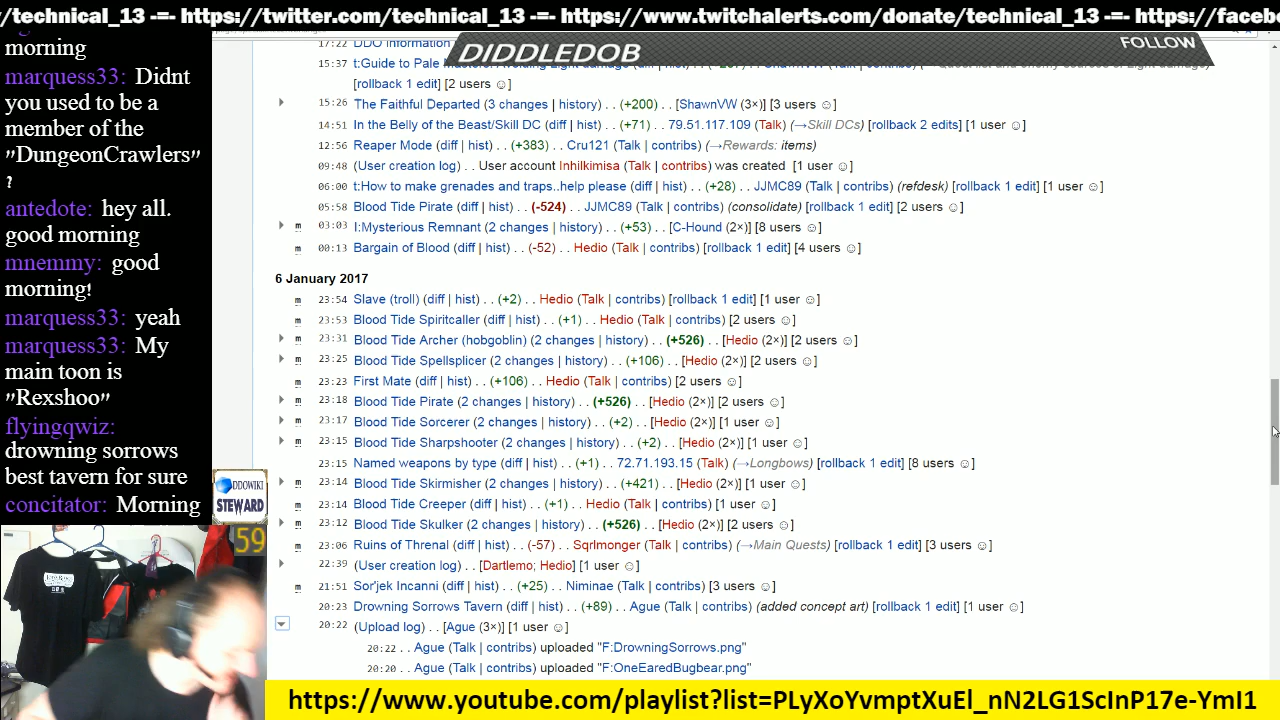 /technical_13 -=- https://twitter.com/technical_13 -=- https://www.twitchalerts.com/donate/technical_13 -=- https://facebo
morning
marquess33: Didnt
you used to be a
member of the
"DungeonCrawlers"
?
antedote: hey all.
good morning
mnemmy: good
morning!
marquess33: yeah
marquess33: My
main toon is
"Rexshoo"
flyingqwiz:
drowning sorrows
best tavern for sure
concitator: Morning
DDOWIKI
STEWARD
59
DIDDLEDOB
FOLLOW
17:22 DDO information
15:37 t:Guide to Pale
[rollback 1 edit] [2 users ☺]
15:26 The Faithful Departed (3 changes | history) . . (+200) . . [ShawnVW (3×)] [3 users ☺]
14:51 In the Belly of the Beast/Skill DC (diff | hist) . . (+71) . . 79.51.117.109 (Talk) (→Skill DCs) [rollback 2 edits] [1 user ☺]
12:56 Reaper Mode (diff | hist) . . (+383) . . Cru121 (Talk | contribs) (→Rewards: items)
09:48 (User creation log) . . User account Inhilkimisa (Talk | contribs) was created [1 user ☺]
06:00 t:How to make grenades and traps..help please (diff | hist) . . (+28) . . JJMC89 (Talk | contribs) (refdesk) [rollback 1 edit] [1 user ☺]
05:58 Blood Tide Pirate (diff | hist) . . (-524) . . JJMC89 (Talk | contribs) (consolidate) [rollback 1 edit] [2 users ☺]
m 03:03 I:Mysterious Remnant (2 changes | history) . . (+53) . . [C-Hound (2×)] [8 users ☺]
m 00:13 Bargain of Blood (diff | hist) . . (-52) . . Hedio (Talk | contribs) [rollback 1 edit] [4 users ☺]
6 January 2017
m 23:54 Slave (troll) (diff | hist) . . (+2) . . Hedio (Talk | contribs) [rollback 1 edit] [1 user ☺]
m 23:53 Blood Tide Spiritcaller (diff | hist) . . (+1) . . Hedio (Talk | contribs) [2 users ☺]
m 23:31 Blood Tide Archer (hobgoblin) (2 changes | history) . . (+526) . . [Hedio (2×)] [2 users ☺]
m 23:25 Blood Tide Spellsplicer (2 changes | history) . . (+106) . . [Hedio (2×)] [2 users ☺]
m 23:23 First Mate (diff | hist) . . (+106) . . Hedio (Talk | contribs) [2 users ☺]
m 23:18 Blood Tide Pirate (2 changes | history) . . (+526) . . [Hedio (2×)] [2 users ☺]
m 23:17 Blood Tide Sorcerer (2 changes | history) . . (+2) . . [Hedio (2×)] [1 user ☺]
m 23:15 Blood Tide Sharpshooter (2 changes | history) . . (+2) . . [Hedio (2×)] [1 user ☺]
23:15 Named weapons by type (diff | hist) . . (+1) . . 72.71.193.15 (Talk) (→Longbows) [rollback 1 edit] [8 users ☺]
m 23:14 Blood Tide Skirmisher (2 changes | history) . . (+421) . . [Hedio (2×)] [1 user ☺]
m 23:14 Blood Tide Creeper (diff | hist) . . (+1) . . Hedio (Talk | contribs) [1 user ☺]
m 23:12 Blood Tide Skulker (2 changes | history) . . (+526) . . [Hedio (2×)] [2 users ☺]
m 23:06 Ruins of Threnal (diff | hist) . . (-57) . . Sqrlmonger (Talk | contribs) (→Main Quests) [rollback 1 edit] [3 users ☺]
22:39 (User creation log) . . [Dartlemo; Hedio] [1 user ☺]
m 21:51 Sor'jek Incanni (diff | hist) . . (+25) . . Niminae (Talk | contribs) [3 users ☺]
20:23 Drowning Sorrows Tavern (diff | hist) . . (+89) . . Ague (Talk | contribs) (added concept art) [rollback 1 edit] [1 user ☺]
20:22 (Upload log) . . [Ague (3×)] [1 user ☺]
20:22 . . Ague (Talk | contribs) uploaded "F:DrowningSorrows.png"
20:20 . . Ague (Talk | contribs) uploaded "F:OneEaredBugbear.png"
https://www.youtube.com/playlist?list=PLyXoYvmptXuEl_nN2LG1ScInP17e-YmI1